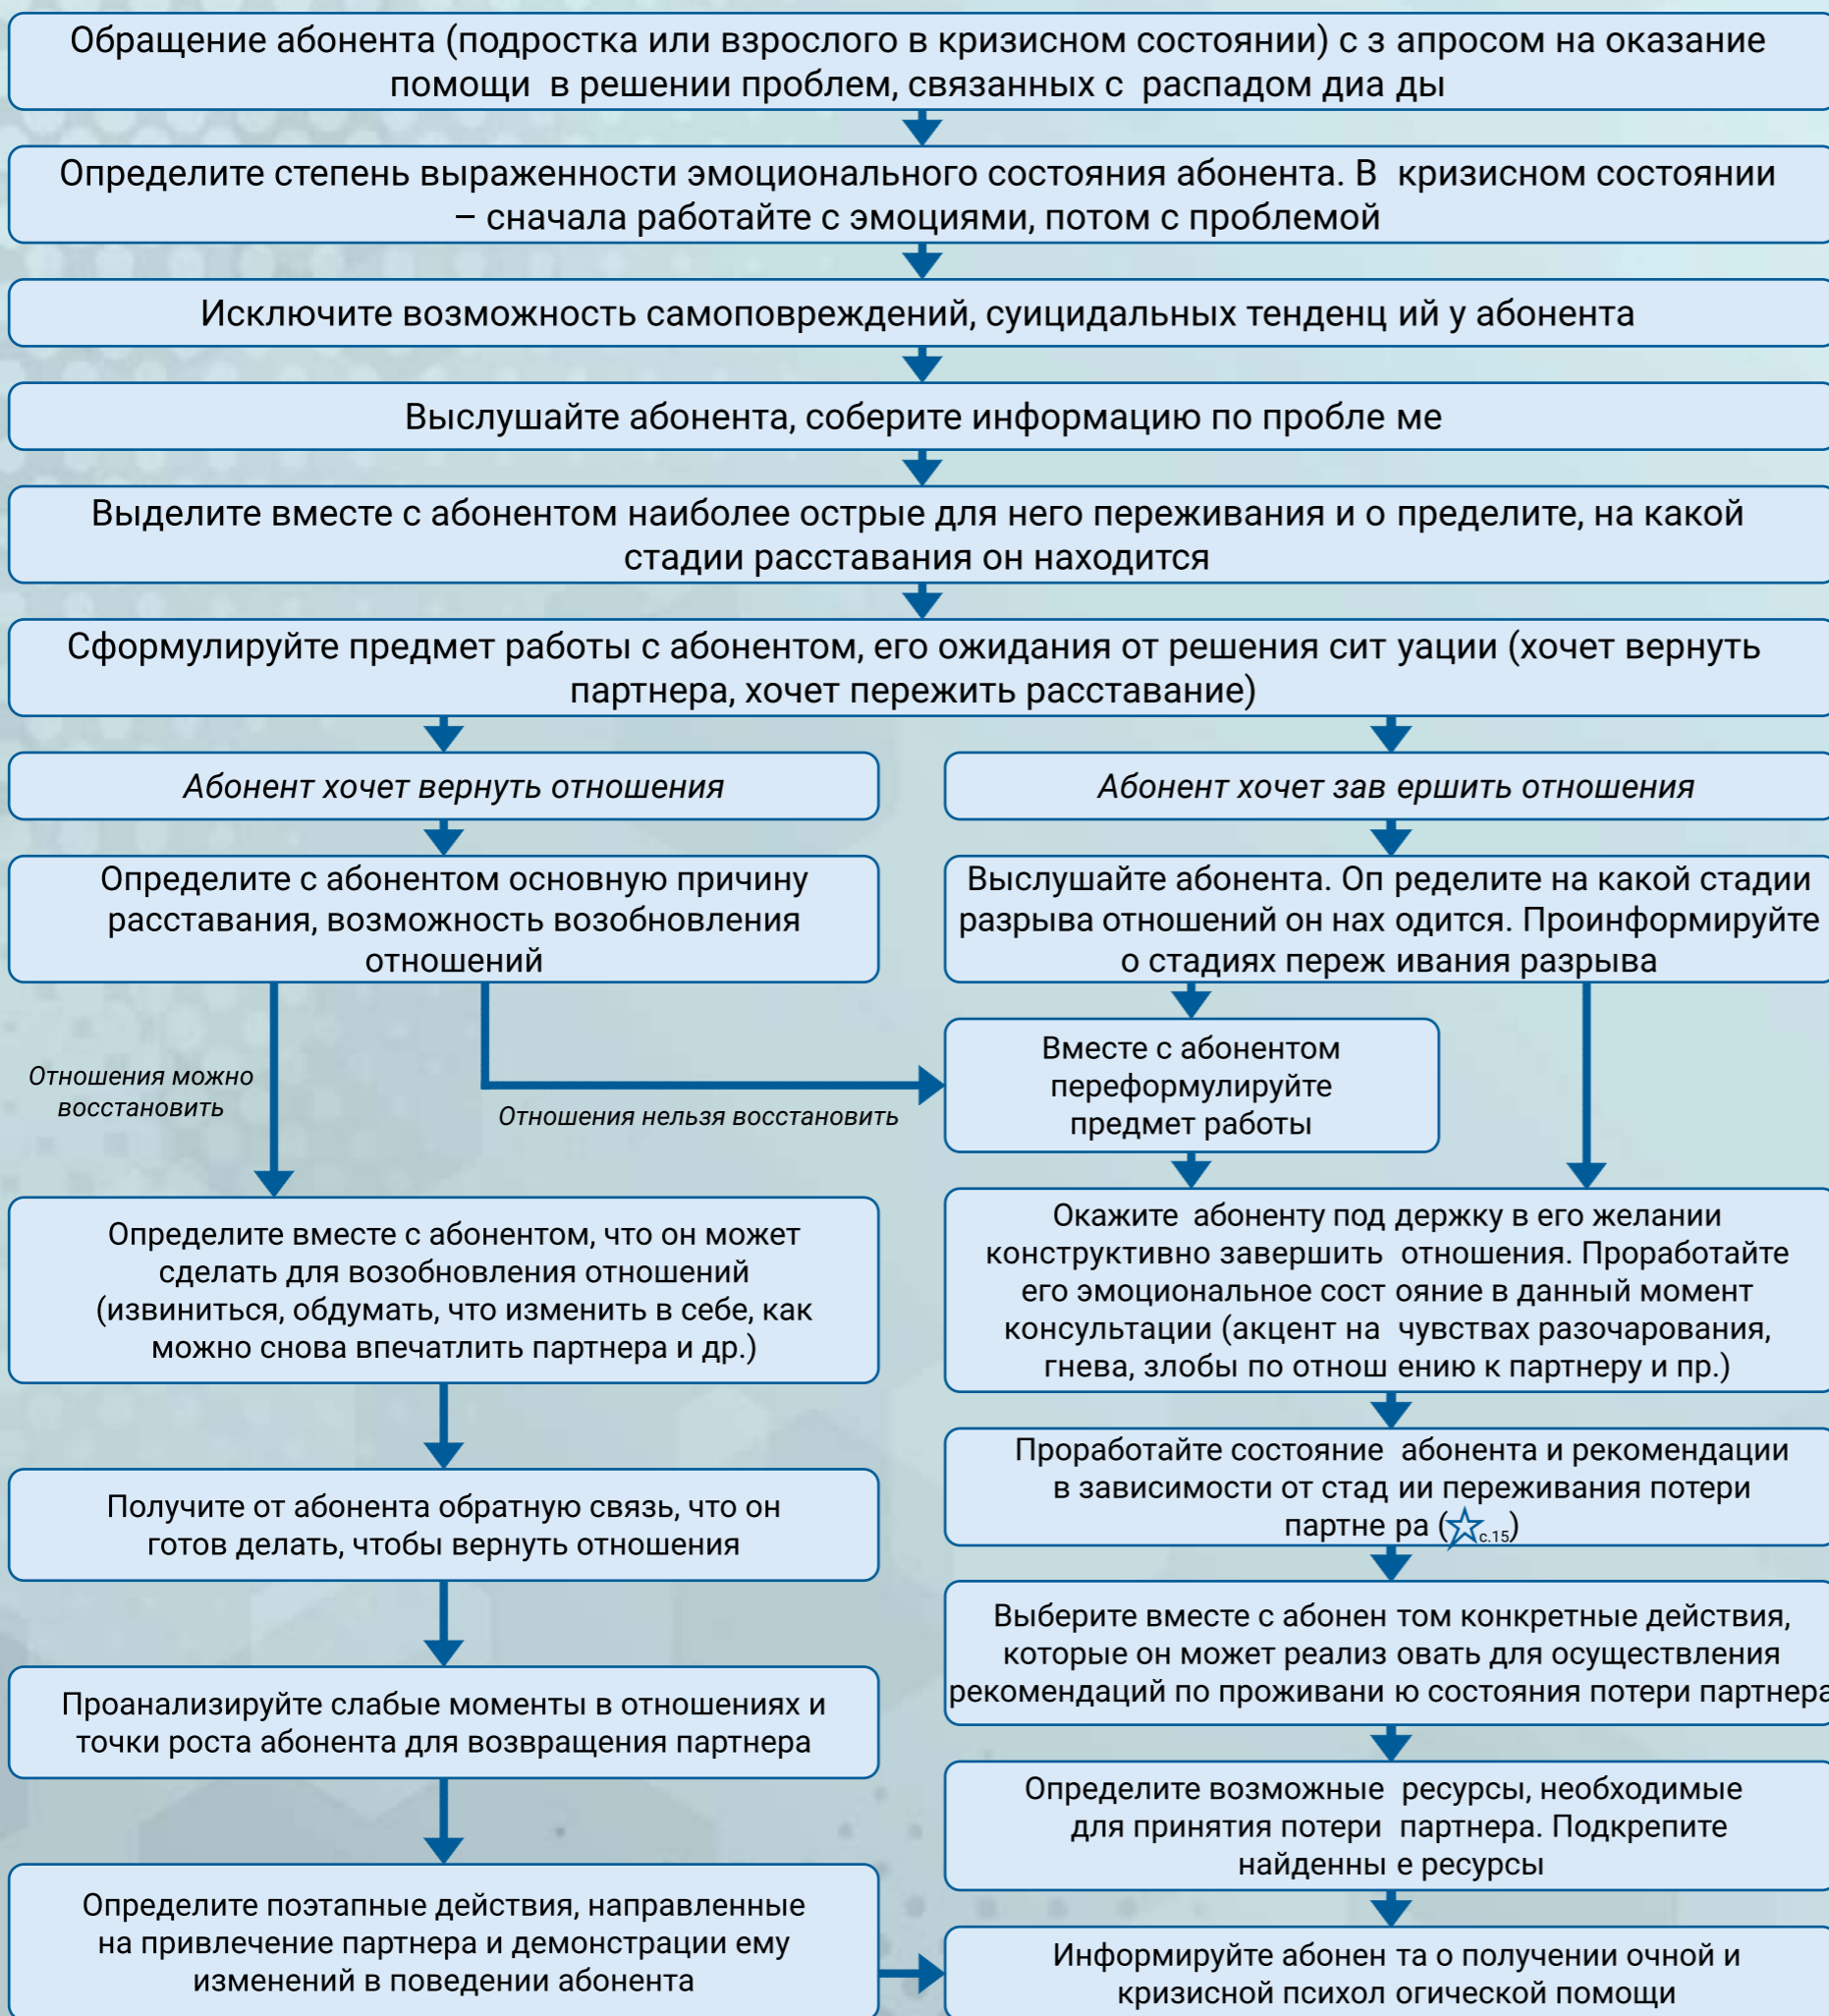 Обращение абонента (подростка или взрослого в кризисном состоянии) с з апросом на оказание
помощи в решении проблем, связанных с распадом диа ды
Определите степень выраженности эмоционального состояния абонента. В кризисном состоянии
– сначала работайте с эмоциями, потом с проблемой
Исключите возможность самоповреждений, суицидальных тенденц ий у абонента
Выслушайте абонента, соберите информацию по пробле ме
Выделите вместе с абонентом наиболее острые для него переживания и о пределите, на какой
стадии расставания он находится
Сформулируйте предмет работы с абонентом, его ожидания от решения сит уации (хочет вернуть
партнера, хочет пережить расставание)
Абонент хочет вернуть отношения
Абонент хочет зав ершить отношения
Определите с абонентом основную причину
расставания, возможность возобновления
отношений
Выслушайте абонента. Оп ределите на какой стадии
разрыва отношений он нах одится. Проинформируйте
о стадиях переж ивания разрыва
Отношения можно
восстановить
Отношения нельзя восстановить
Вместе с абонентом
переформулируйте
предмет работы
Определите вместе с абонентом, что он может
сделать для возобновления отношений
(извиниться, обдумать, что изменить в себе, как
можно снова впечатлить партнера и др.)
Окажите абоненту под держку в его желании
конструктивно завершить отношения. Проработайте
его эмоциональное сост ояние в данный момент
консультации (акцент на чувствах разочарования,
гнева, злобы по отнош ению к партнеру и пр.)
Проработайте состояние абонента и рекомендации
в зависимости от стад ии переживания потери
партне ра (с.15)
Получите от абонента обратную связь, что он
готов делать, чтобы вернуть отношения
Выберите вместе с абонен том конкретные действия,
которые он может реализ овать для осуществления
рекомендаций по проживани ю состояния потери партнера
Проанализируйте слабые моменты в отношениях и
точки роста абонента для возвращения партнера
Определите возможные ресурсы, необходимые
для принятия потери партнера. Подкрепите
найденны е ресурсы
Определите поэтапные действия, направленные
на привлечение партнера и демонстрации ему
изменений в поведении абонента
Информируйте абонен та о получении очной и
кризисной психол огической помощи